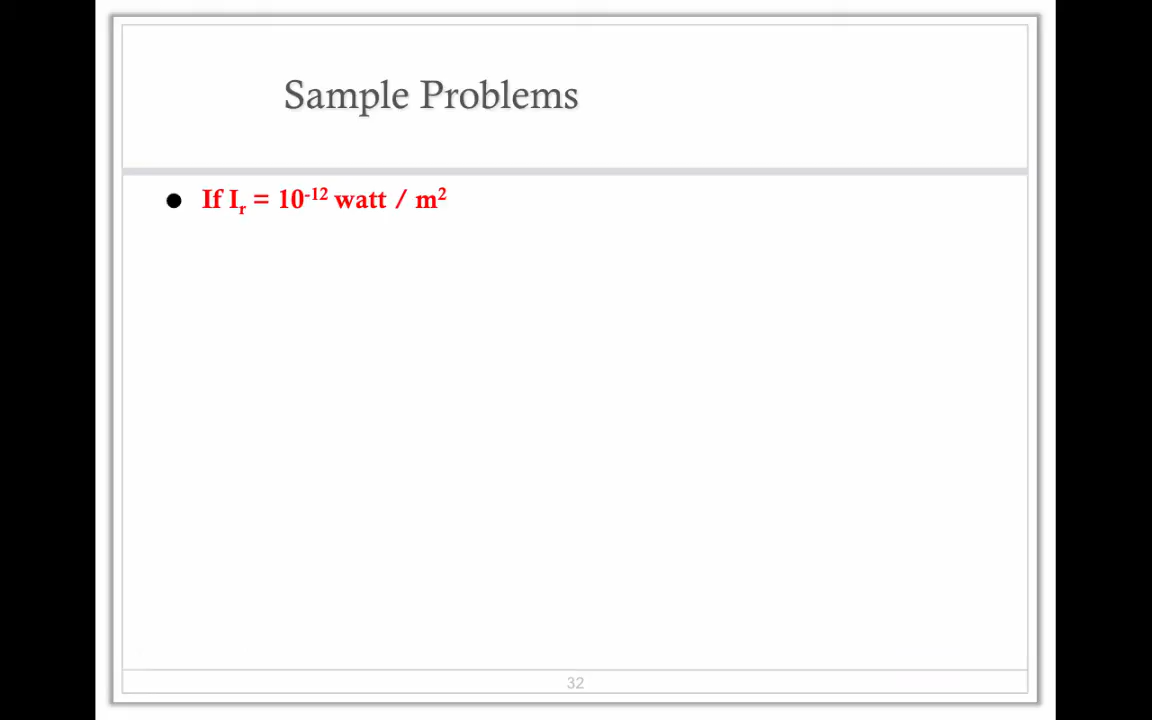 Sample Problems
● If Iᵣ = 10⁻¹² watt / m²
32